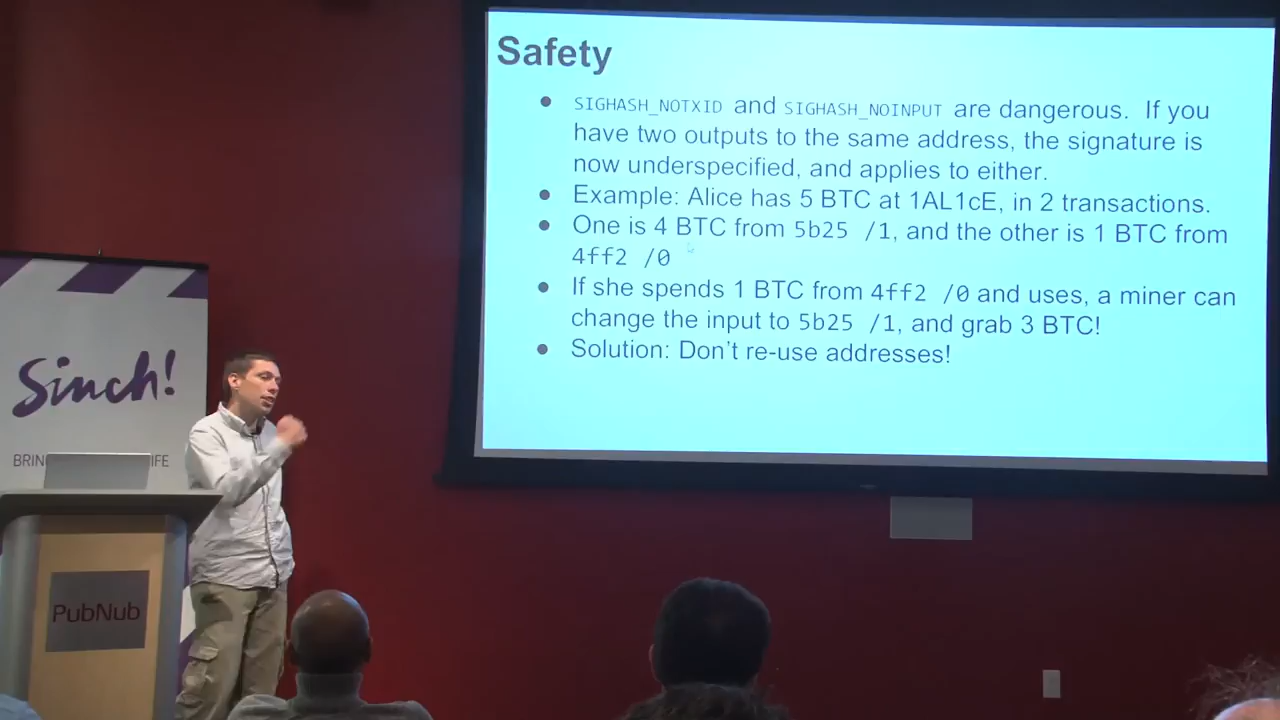 Safety
SIGHASH_NOTXID and SIGHASH_NOINPUT are dangerous. If you
have two outputs to the same address, the signature is
now underspecified, and applies to either.
Example: Alice has 5 BTC at 1AL1cE, in 2 transactions.
One is 4 BTC from 5b25 /1, and the other is 1 BTC from
4ff2 /0
If she spends 1 BTC from 4ff2 /0 and uses, a miner can
change the input to 5b25 /1, and grab 3 BTC!
Solution: Don't re-use addresses!
Sinch!
PubNub